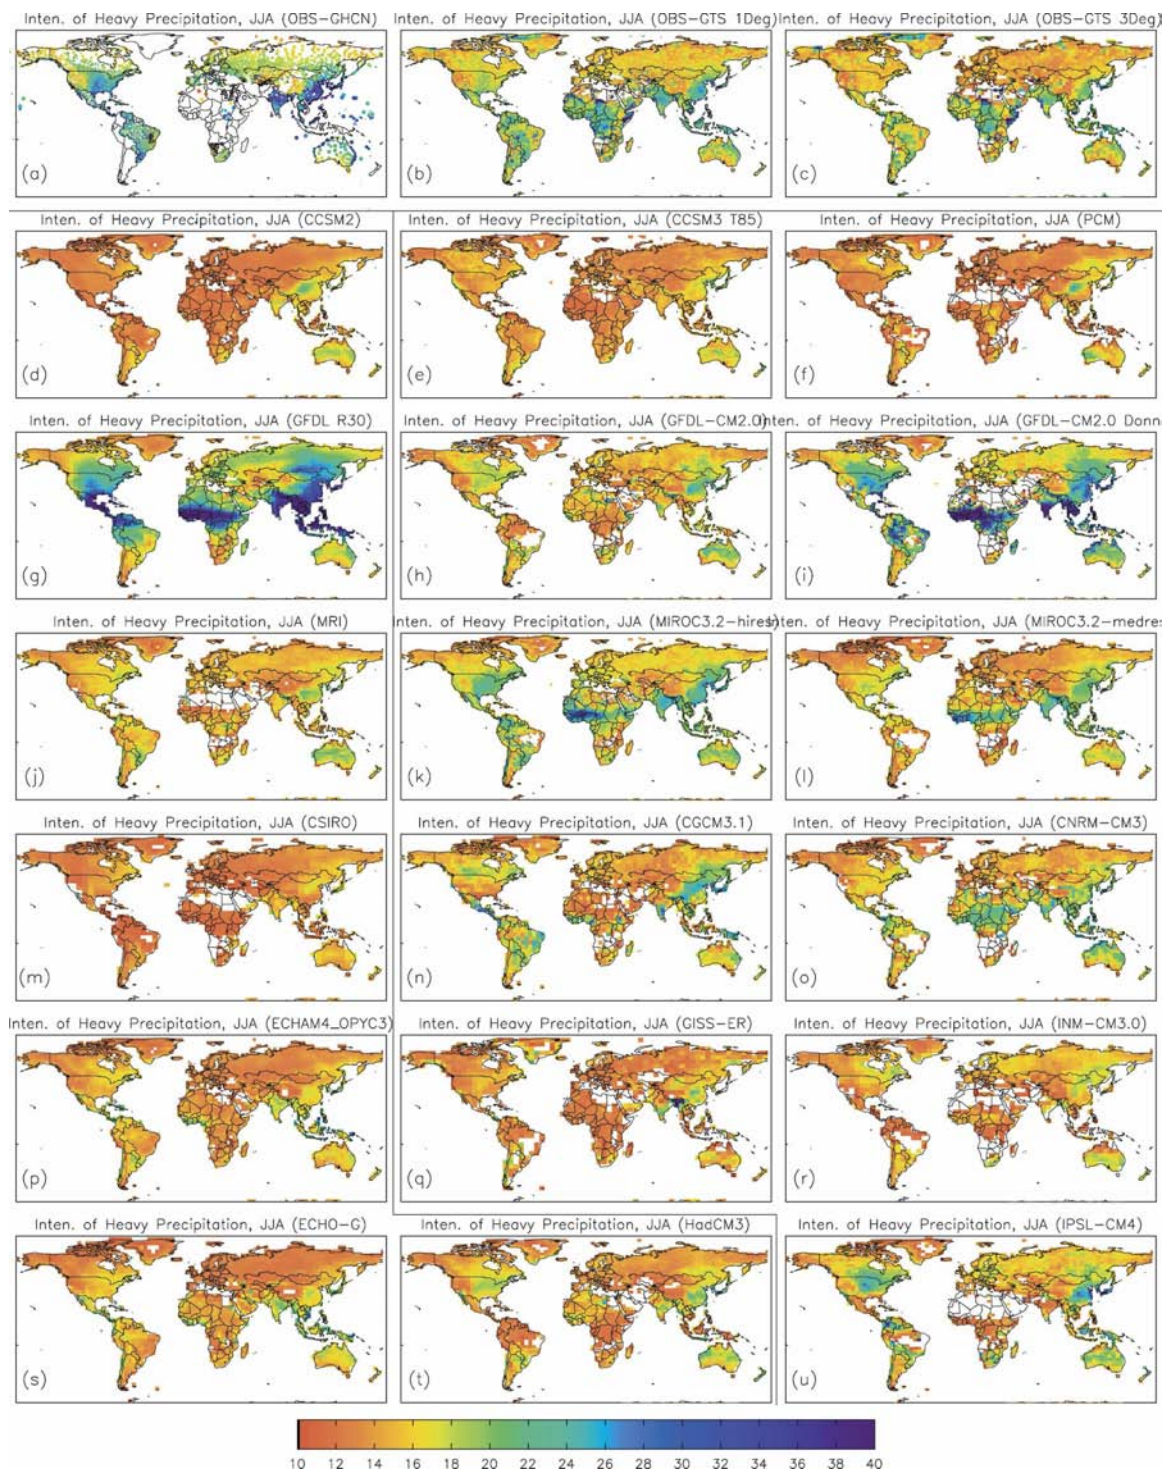 Inten. of Heavy Precipitation, JJA (OBS-GHCN)
Inten. of Heavy Precipitation, JJA (OBS-GTS 1Deg)
Inten. of Heavy Precipitation, JJA (OBS-GTS 3Deg)
(a)
(b)
(c)
Inten. of Heavy Precipitation, JJA (CCSM2)
Inten. of Heavy Precipitation, JJA (CCSM3 T85)
Inten. of Heavy Precipitation, JJA (PCM)
(d)
(e)
(f)
Inten. of Heavy Precipitation, JJA (GFDL R30)
Inten. of Heavy Precipitation, JJA (GFDL-CM2.0)
Inten. of Heavy Precipitation, JJA (GFDL-CM2.0 Donn
(g)
(h)
(i)
Inten. of Heavy Precipitation, JJA (MRI)
Inten. of Heavy Precipitation, JJA (MIROC3.2-hires)
Inten. of Heavy Precipitation, JJA (MIROC3.2-medres
(j)
(k)
(l)
Inten. of Heavy Precipitation, JJA (CSIRO)
Inten. of Heavy Precipitation, JJA (CGCM3.1)
Inten. of Heavy Precipitation, JJA (CNRM-CM3)
(m)
(n)
(o)
Inten. of Heavy Precipitation, JJA (ECHAM4_OPYC3)
Inten. of Heavy Precipitation, JJA (GISS-ER)
Inten. of Heavy Precipitation, JJA (INM-CM3.0)
(p)
(q)
(r)
Inten. of Heavy Precipitation, JJA (ECHO-G)
Inten. of Heavy Precipitation, JJA (HadCM3)
Inten. of Heavy Precipitation, JJA (IPSL-CM4)
(s)
(t)
(u)
10 12 14 16 18 20 22 24 26 28 30 32 34 36 38 40